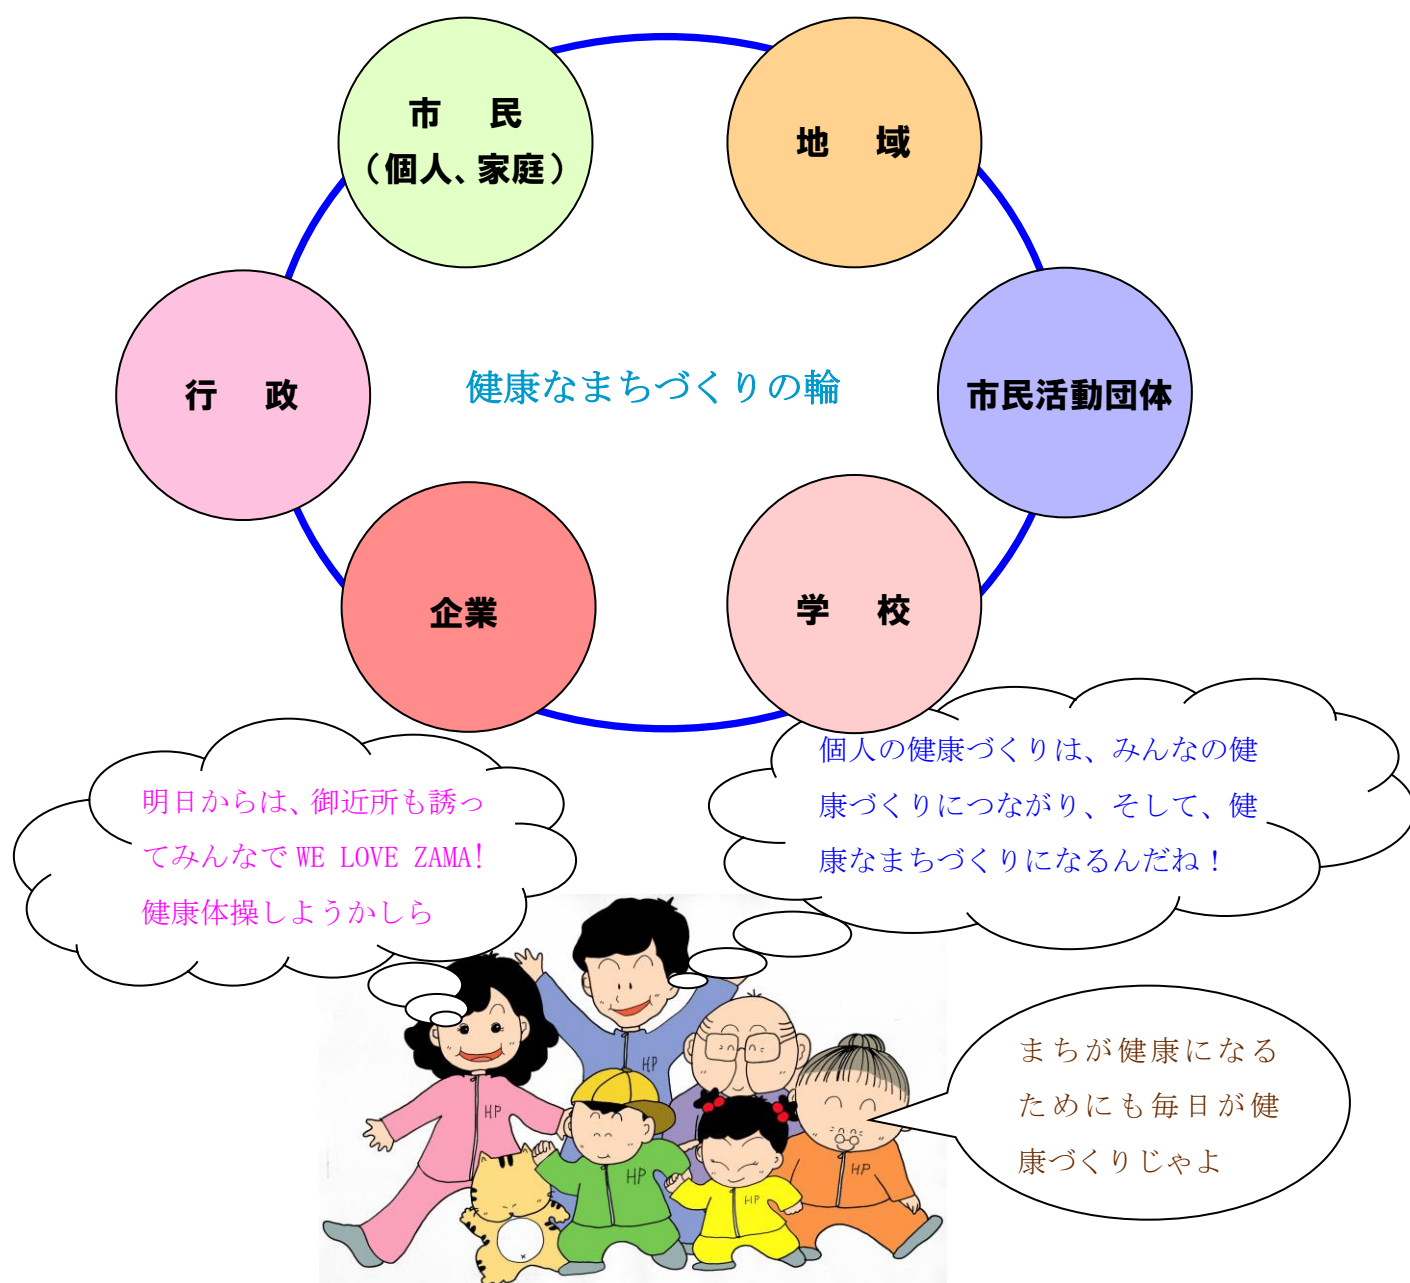 市　民
（個人、家庭）
地　域
行　政
健康なまちづくりの輪
市民活動団体
企業
学　校
個人の健康づくりは、みんなの健
康づくりにつながり、そして、健
康なまちづくりになるんだね！
明日からは、御近所も誘っ
てみんなで WE LOVE ZAMA!
健康体操しようかしら
まちが健康になる
ためにも毎日が健
康づくりじゃよ
HP
HP
HP
HP
HP